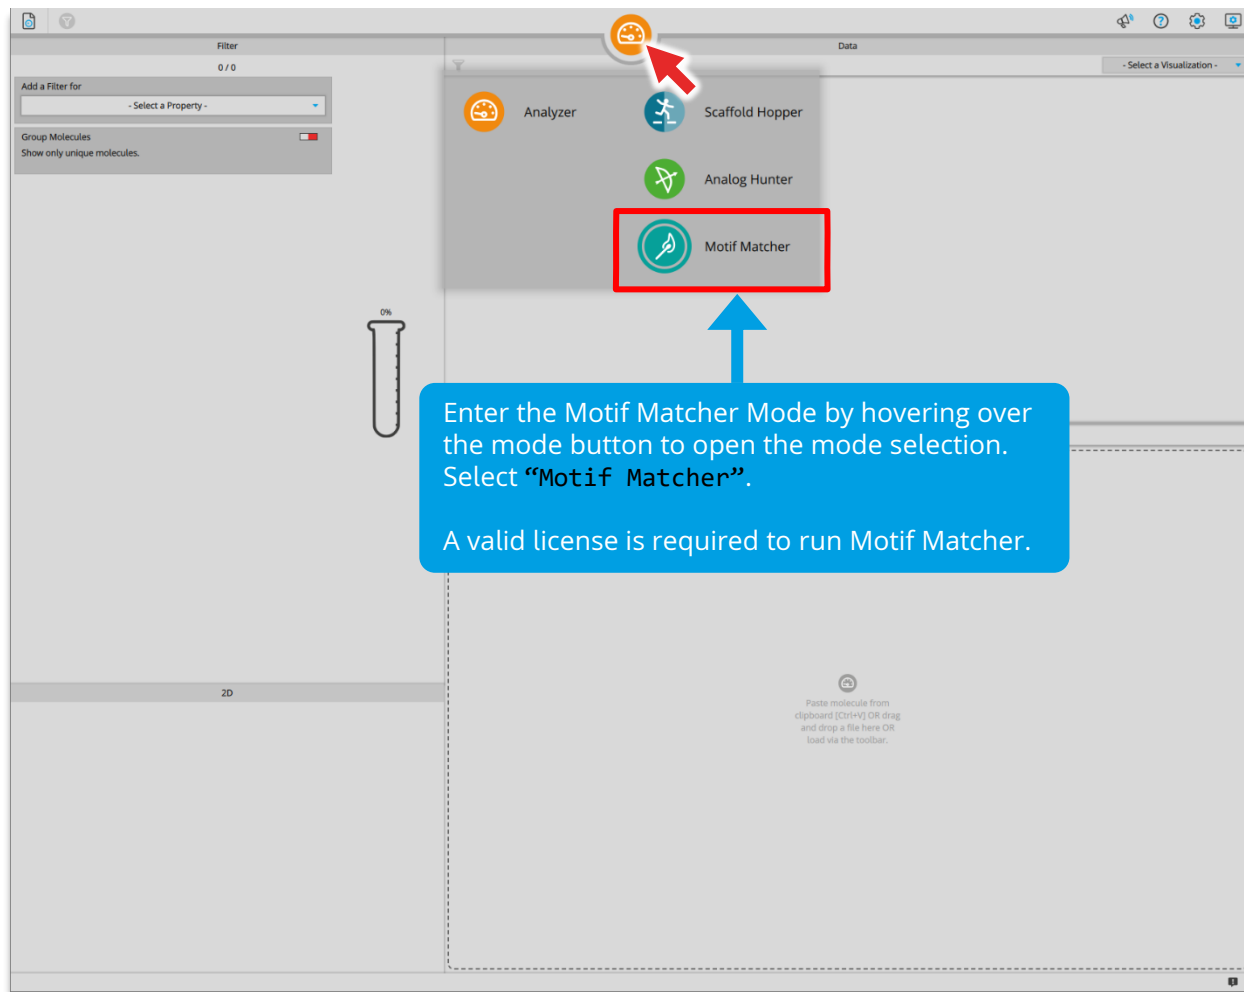 Filter
Data
0 / 0
- Select a Visualization -
Add a Filter for
- Select a Property -
Group Molecules
Show only unique molecules.
Analyzer
Scaffold Hopper
Analog Hunter
Motif Matcher
0%
Enter the Motif Matcher Mode by hovering over
the mode button to open the mode selection.
Select “Motif Matcher”.
A valid license is required to run Motif Matcher.
2D
Paste molecule from
clipboard [Ctrl+V] OR drag
and drop a file here OR
load via the toolbar.